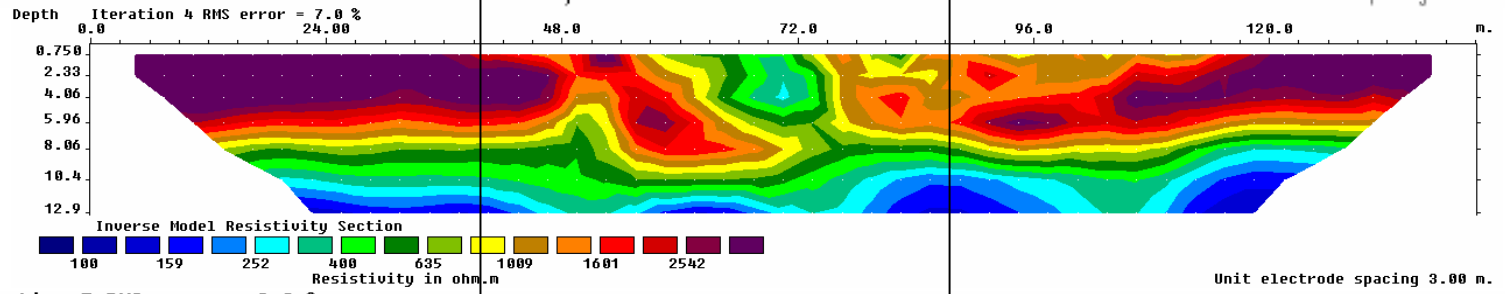 Depth Iteration 4 RMS error = 7.0 %
0.0 24.00 48.0 72.0 96.0 120.0 m.
0.750
2.33
4.06
5.96
8.06
10.4
12.9
Inverse Model Resistivity Section
100 159 252 400 635 1009 1601 2542
Resistivity in ohm.m
Unit electrode spacing 3.00 m.